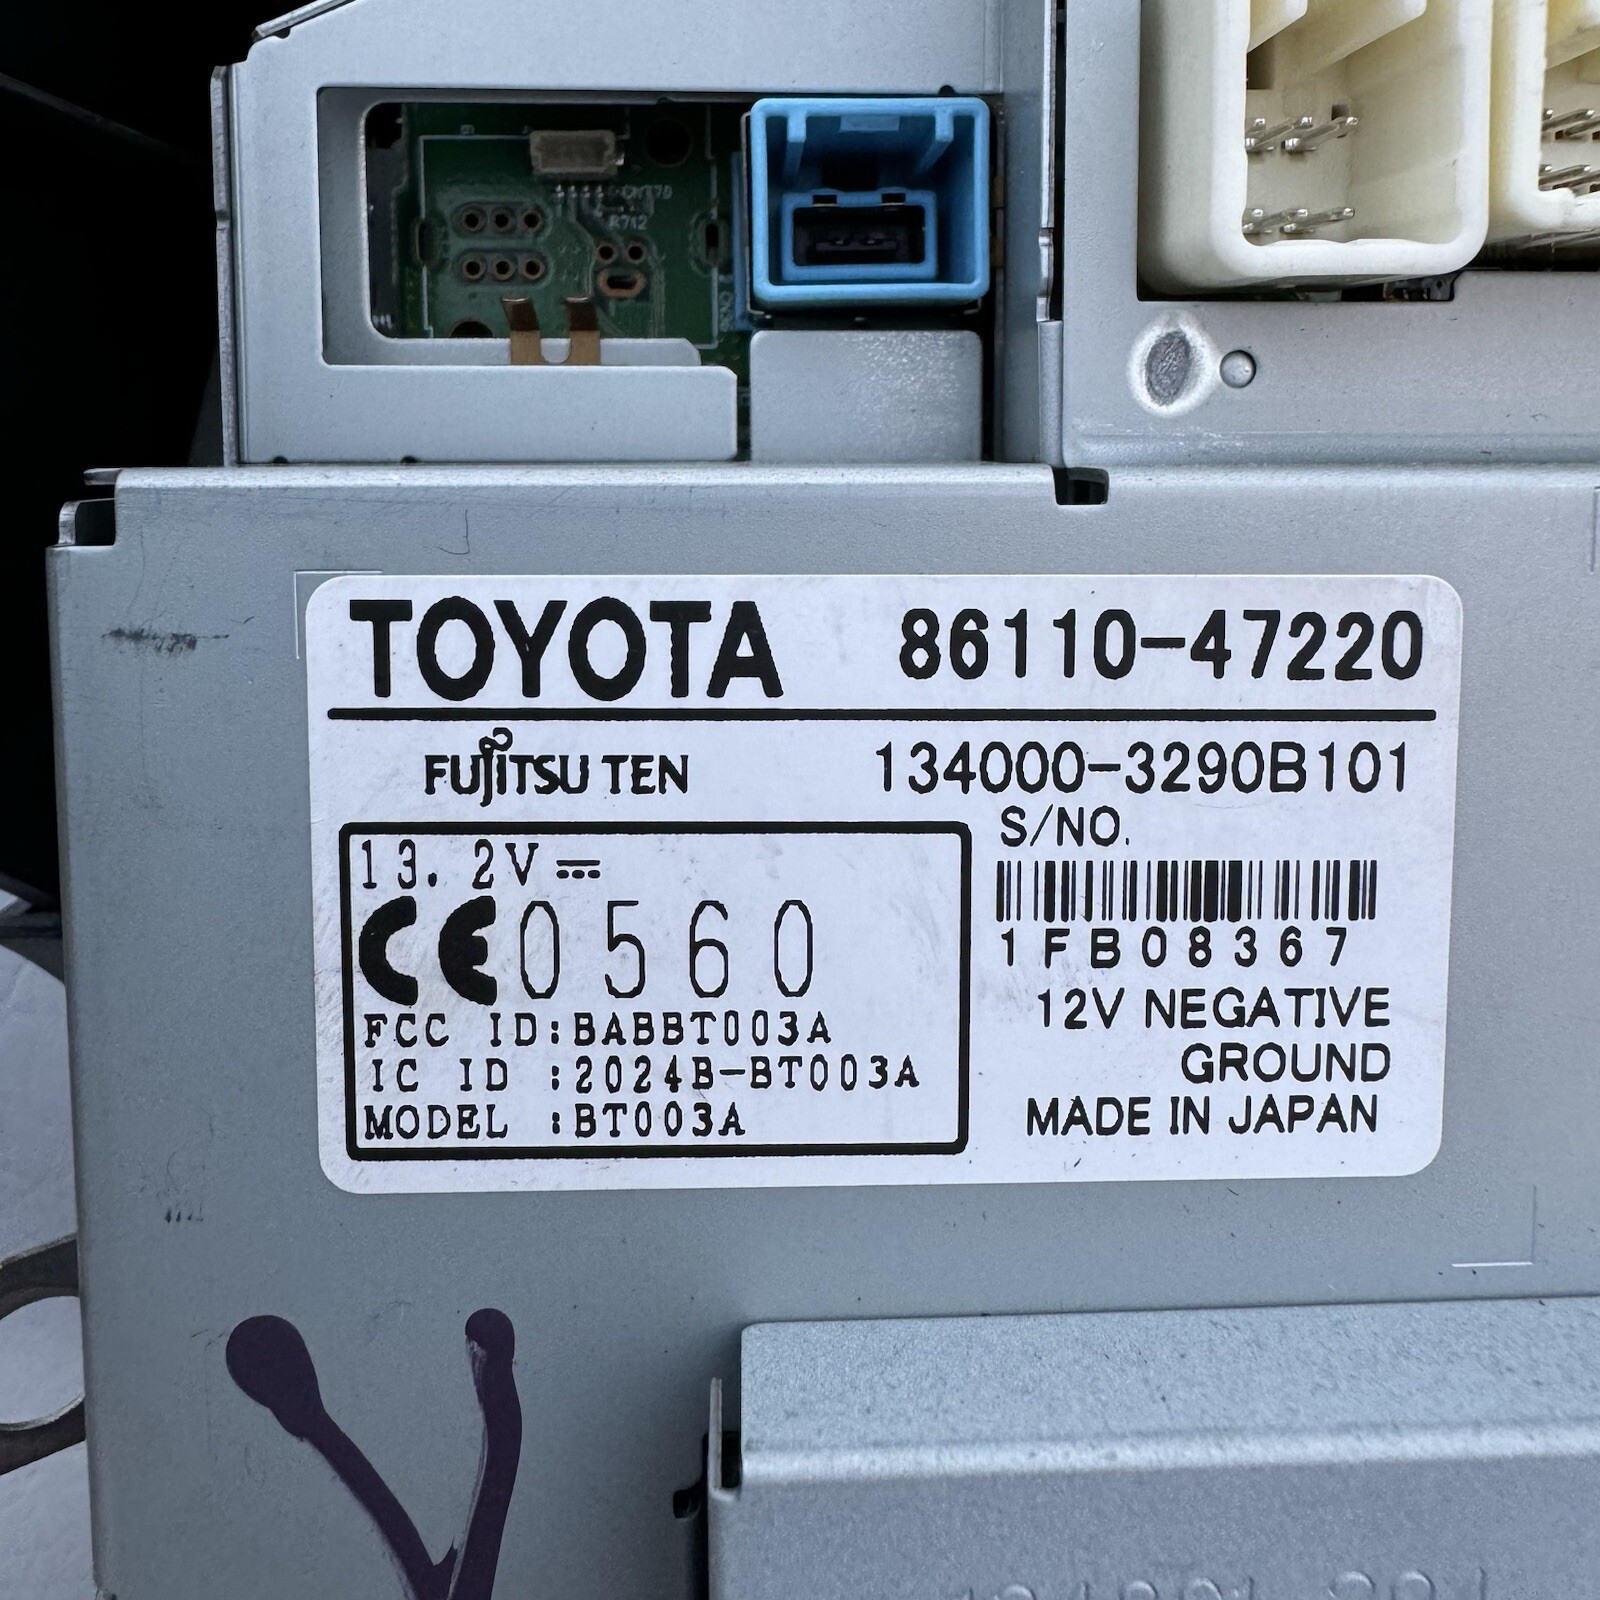 R712
TOYOTA 86110-47220
FUJITSU TEN 134000-3290B101
S/NO.
1FB08367
13.2V
CE0560
FCC ID:BABBT003A
IC ID :2024B-BT003A
MODEL :BT003A
12V NEGATIVE
GROUND
MADE IN JAPAN